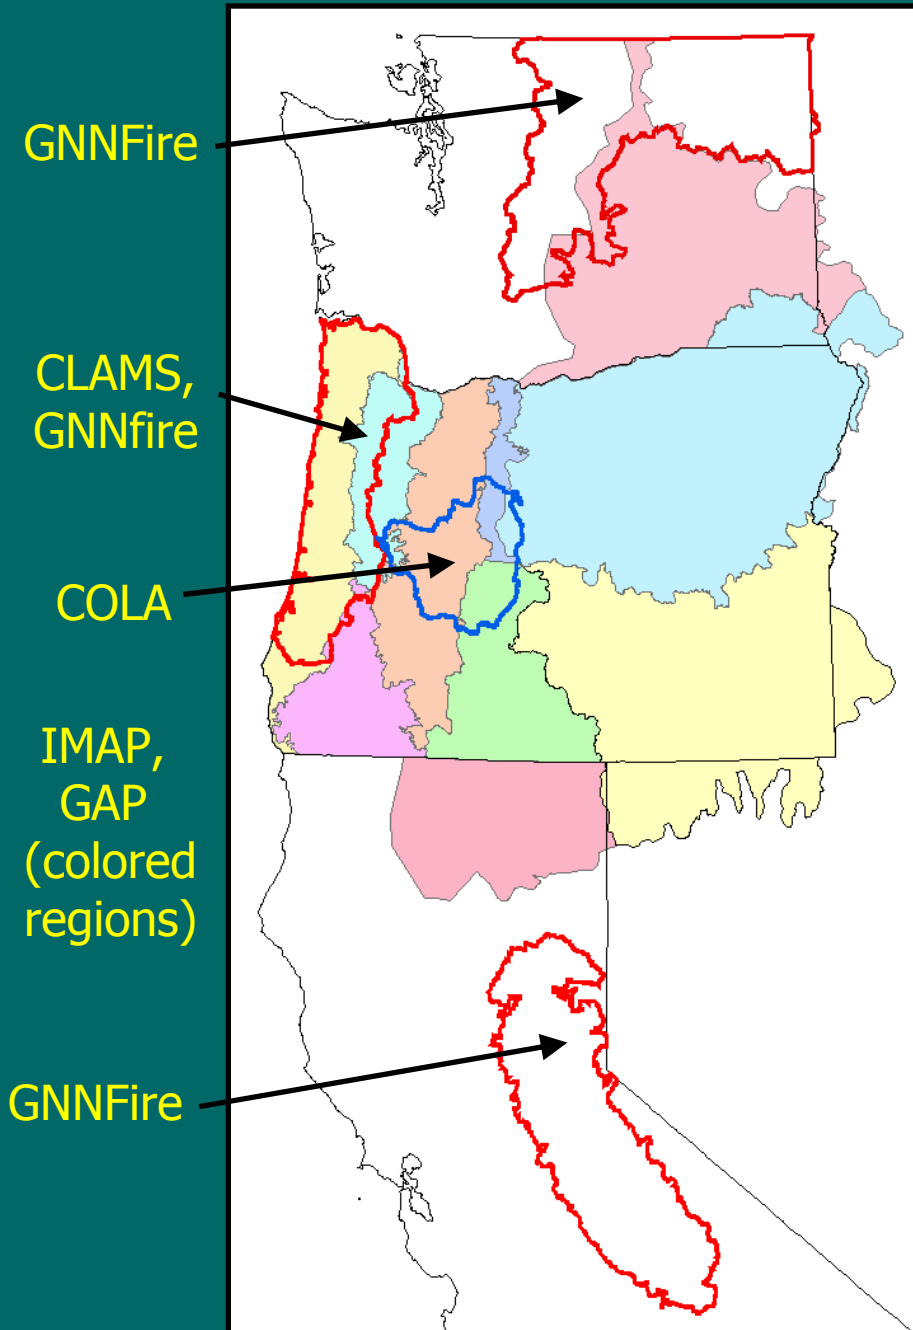 GNNFire
CLAMS,
GNNfire
COLA
IMAP,
GAP
(colored
regions)
GNNFire